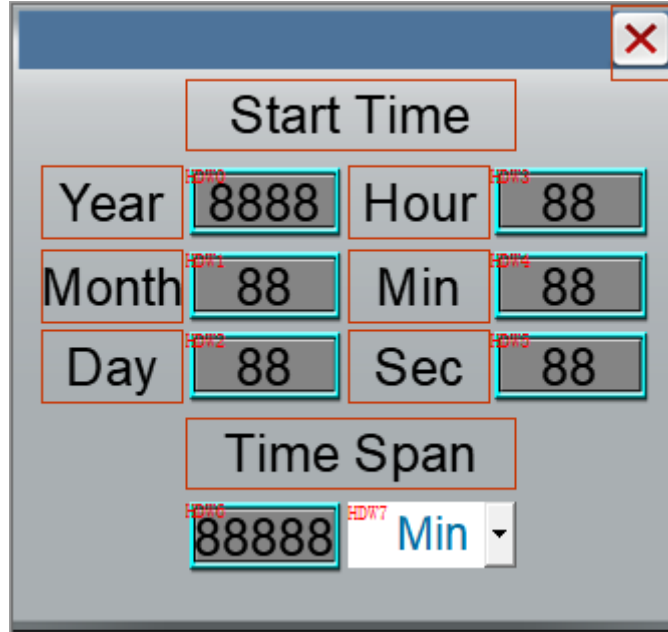 Start Time
Year HDW0 8888 Hour HDW3 88
Month HDW1 88 Min HDW4 88
Day HDW2 88 Sec HDW5 88
Time Span
HDW6 88888 HDW7 Min